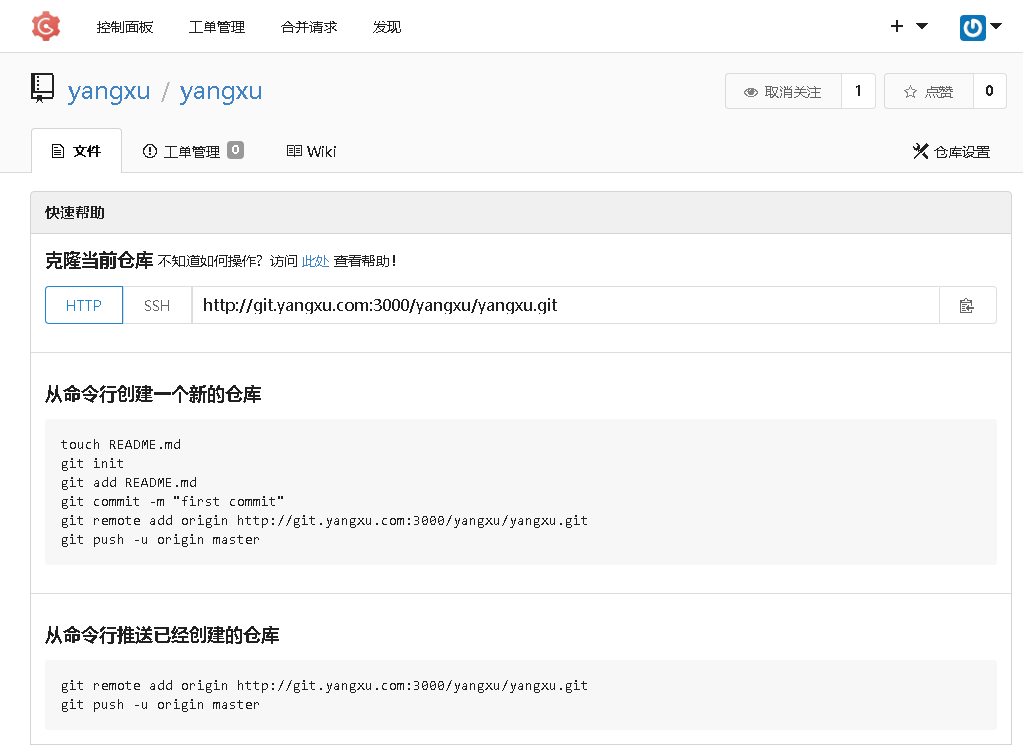 控制面板 工单管理 合并请求 发现
yangxu / yangxu
取消关注 1 点赞 0
文件 工单管理 0 Wiki 仓库设置
快速帮助
克隆当前仓库 不知道如何操作？访问 此处 查看帮助！
HTTP SSH http://git.yangxu.com:3000/yangxu/yangxu.git
从命令行创建一个新的仓库
touch README.md
git init
git add README.md
git commit -m "first commit"
git remote add origin http://git.yangxu.com:3000/yangxu/yangxu.git
git push -u origin master
从命令行推送已经创建的仓库
git remote add origin http://git.yangxu.com:3000/yangxu/yangxu.git
git push -u origin master